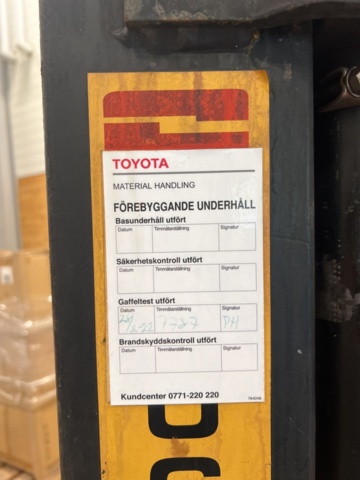 TOYOTA
MATERIAL HANDLING
FÖREBYGGANDE UNDERHÅLL
Basunderhåll utfört
Datum Timmätarställning Signatur
Säkerhetskontroll utfört
Datum Timmätarställning Signatur
Gaffeltest utfört
Datum Timmätarställning Signatur
PH
Brandskyddskontroll utfört
Datum Timmätarställning Signatur
Kundcenter 0771-220 220